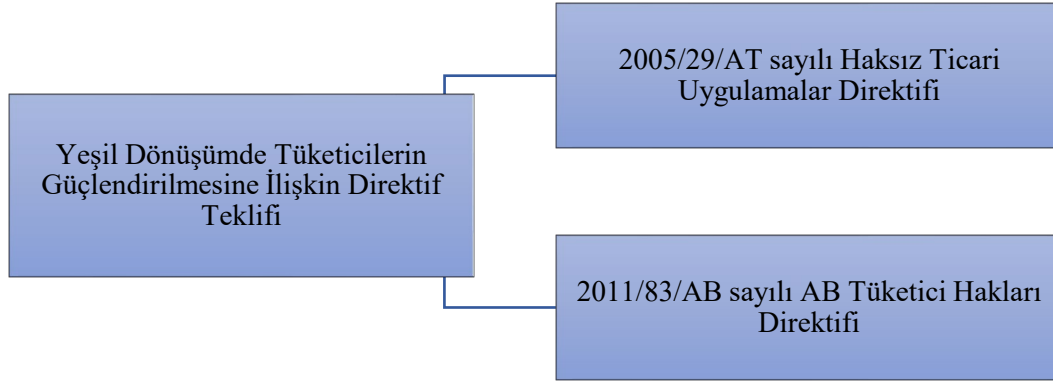 Yeşil Dönüşümde Tüketicilerin
Güçlendirilmesine İlişkin Direktif
Teklifi
2005/29/AT sayılı Haksız Ticari
Uygulamalar Direktifi
2011/83/AB sayılı AB Tüketici Hakları
Direktifi